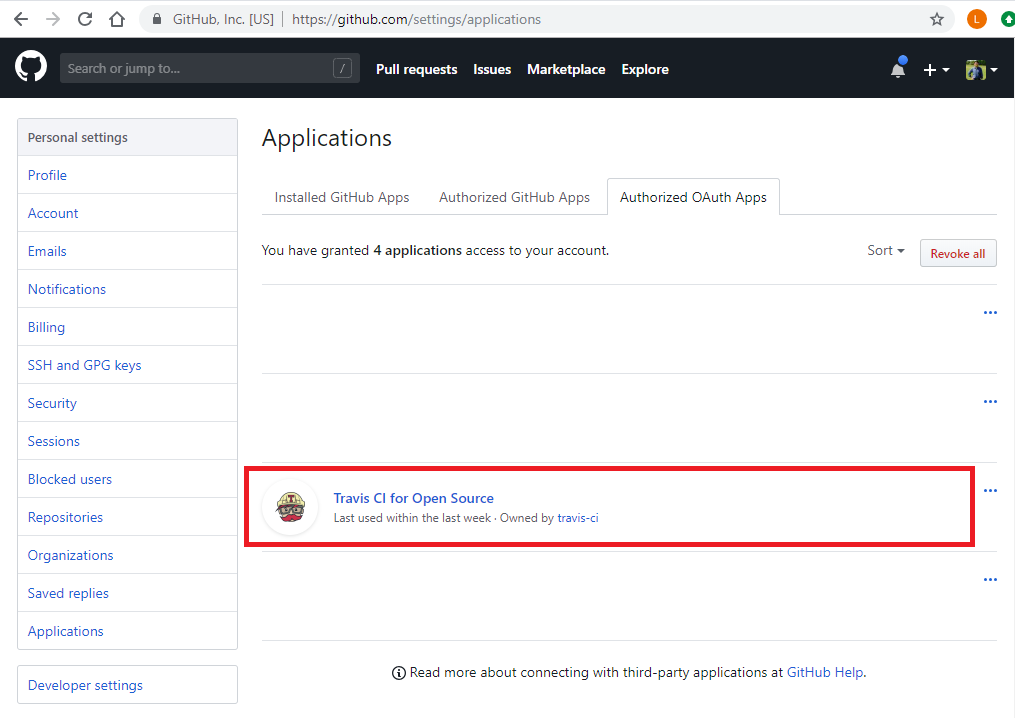 GitHub, Inc. [US] | https://github.com/settings/applications
L
Search or jump to... /
Pull requests Issues Marketplace Explore
Personal settings
Profile
Account
Emails
Notifications
Billing
SSH and GPG keys
Security
Sessions
Blocked users
Repositories
Organizations
Saved replies
Applications
Developer settings
Applications
Installed GitHub Apps Authorized GitHub Apps Authorized OAuth Apps
You have granted 4 applications access to your account. Sort Revoke all
Travis CI for Open Source
Last used within the last week · Owned by travis-ci
Read more about connecting with third-party applications at GitHub Help.